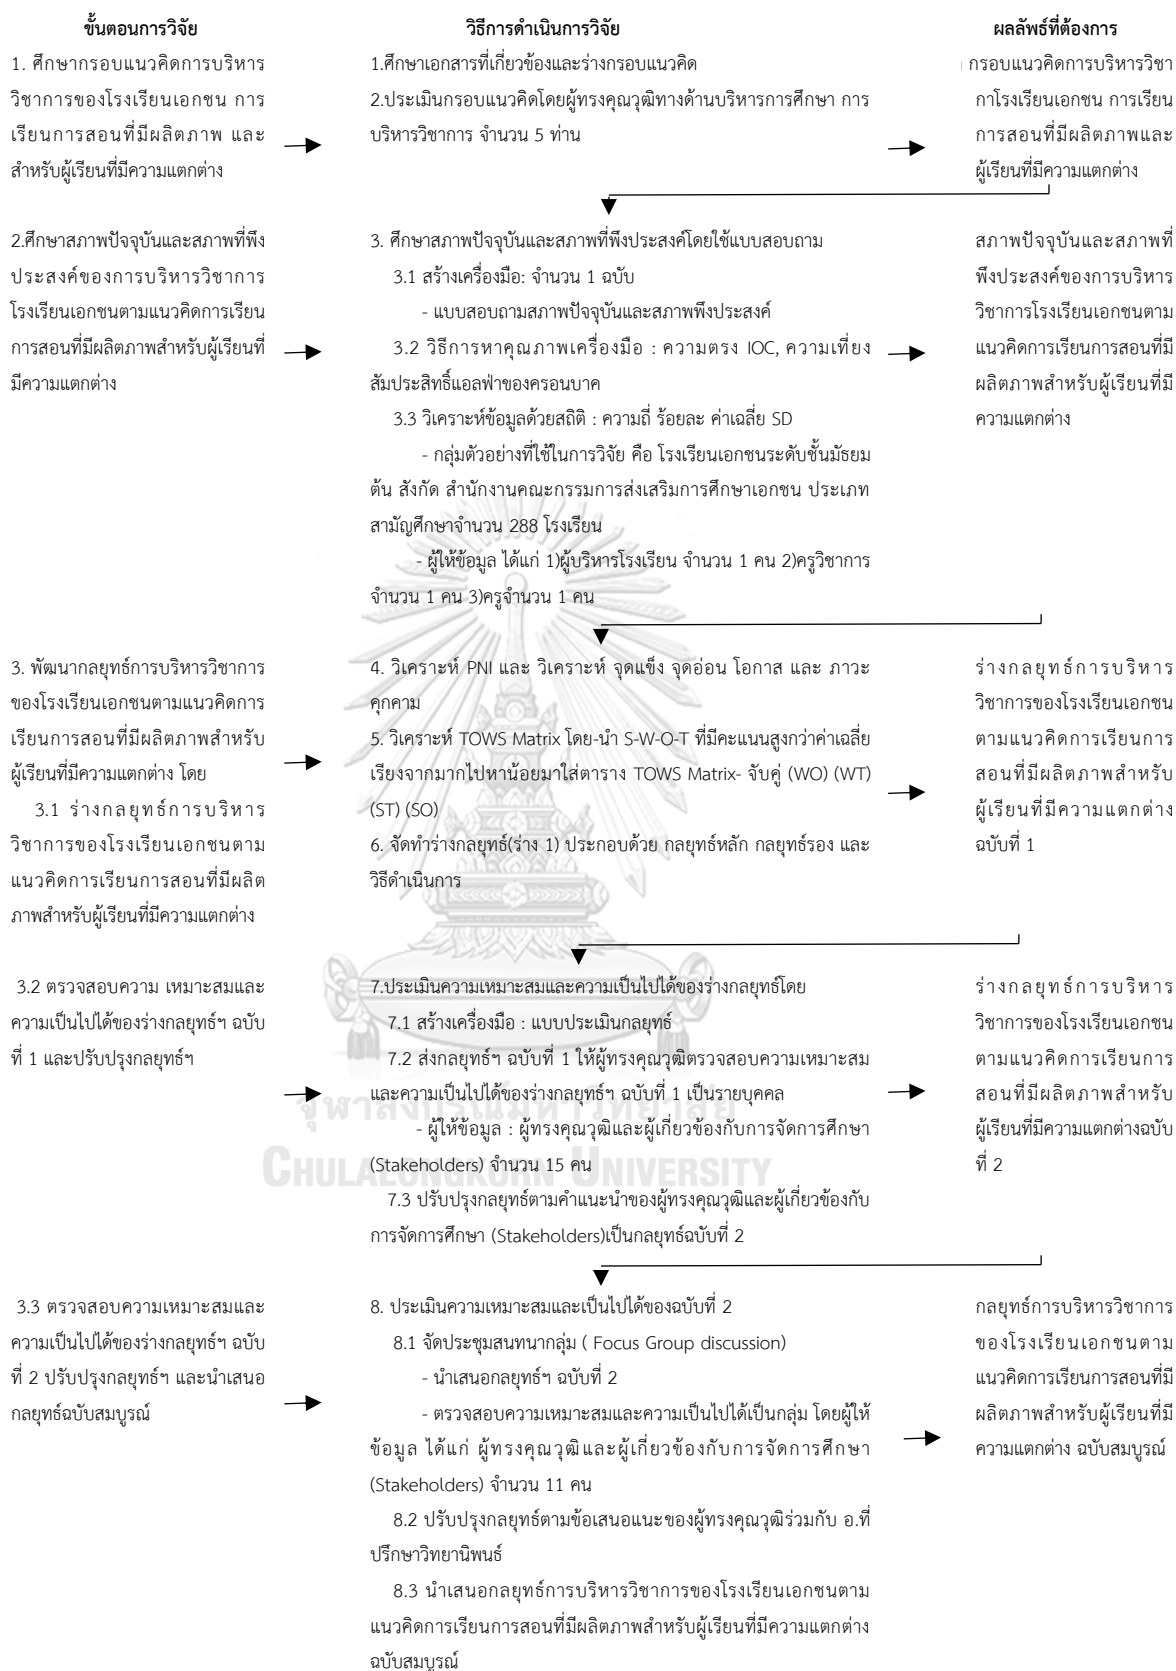 ขั้นตอนการวิจัย
วิธีการดำเนินการวิจัย
ผลลัพธ์ที่ต้องการ
1. ศึกษากรอบแนวคิดการบริหาร
วิชาการของโรงเรียนเอกชน การ
เรียนการสอนที่มีผลิตภาพ และ
สำหรับผู้เรียนที่มีความแตกต่าง
1.ศึกษาเอกสารที่เกี่ยวข้องและร่างกรอบแนวคิด
2.ประเมินกรอบแนวคิดโดยผู้ทรงคุณวุฒิทางด้านบริหารการศึกษา การ
บริหารวิชาการ จำนวน 5 ท่าน
กรอบแนวคิดการบริหารวิชา
กาโรงเรียนเอกชน การเรียน
การสอนที่มีผลิตภาพและ
ผู้เรียนที่มีความแตกต่าง
2.ศึกษาสภาพปัจจุบันและสภาพที่พึง
ประสงค์ของการบริหารวิชาการ
โรงเรียนเอกชนตามแนวคิดการเรียน
การสอนที่มีผลิตภาพสำหรับผู้เรียนที่
มีความแตกต่าง
3. ศึกษาสภาพปัจจุบันและสภาพที่พึงประสงค์โดยใช้แบบสอบถาม
3.1 สร้างเครื่องมือ: จำนวน 1 ฉบับ
- แบบสอบถามสภาพปัจจุบันและสภาพพึงประสงค์
3.2 วิธีการหาคุณภาพเครื่องมือ : ความตรง IOC, ความเที่ยง
สัมประสิทธิ์แอลฟ่าของครอนบาค
3.3 วิเคราะห์ข้อมูลด้วยสถิติ : ความถี่ ร้อยละ ค่าเฉลี่ย SD
- กลุ่มตัวอย่างที่ใช้ในการวิจัย คือ โรงเรียนเอกชนระดับชั้นมัธยม
ต้น สังกัด สำนักงานคณะกรรมการส่งเสริมการศึกษาเอกชน ประเภท
สามัญศึกษาจำนวน 288 โรงเรียน
- ผู้ให้ข้อมูล ได้แก่ 1)ผู้บริหารโรงเรียน จำนวน 1 คน 2)ครูวิชาการ
จำนวน 1 คน 3)ครูจำนวน 1 คน
สภาพปัจจุบันและสภาพที่
พึงประสงค์ของการบริหาร
วิชาการโรงเรียนเอกชนตาม
แนวคิดการเรียนการสอนที่มี
ผลิตภาพสำหรับผู้เรียนที่มี
ความแตกต่าง
3. พัฒนากลยุทธ์การบริหารวิชาการ
ของโรงเรียนเอกชนตามแนวคิดการ
เรียนการสอนที่มีผลิตภาพสำหรับ
ผู้เรียนที่มีความแตกต่าง โดย
3.1 ร่างกลยุทธ์การบริหาร
วิชาการของโรงเรียนเอกชนตาม
แนวคิดการเรียนการสอนที่มีผลิต
ภาพสำหรับผู้เรียนที่มีความแตกต่าง
4. วิเคราะห์ PNI และ วิเคราะห์ จุดแข็ง จุดอ่อน โอกาส และ ภาวะ
คุกคาม
5. วิเคราะห์ TOWS Matrix โดย-นำ S-W-O-T ที่มีคะแนนสูงกว่าค่าเฉลี่ย
เรียงจากมากไปหาน้อยมาใส่ตาราง TOWS Matrix- จับคู่ (WO) (WT)
(ST) (SO)
6. จัดทำร่างกลยุทธ์(ร่าง 1) ประกอบด้วย กลยุทธ์หลัก กลยุทธ์รอง และ
วิธีดำเนินการ
ร่างกลยุทธ์การบริหาร
วิชาการของโรงเรียนเอกชน
ตามแนวคิดการเรียนการ
สอนที่มีผลิตภาพสำหรับ
ผู้เรียนที่มีความแตกต่าง
ฉบับที่ 1
3.2 ตรวจสอบความ เหมาะสมและ
ความเป็นไปได้ของร่างกลยุทธ์ฯ ฉบับ
ที่ 1 และปรับปรุงกลยุทธ์ฯ
7.ประเมินความเหมาะสมและความเป็นไปได้ของร่างกลยุทธ์โดย
7.1 สร้างเครื่องมือ : แบบประเมินกลยุทธ์
7.2 ส่งกลยุทธ์ฯ ฉบับที่ 1 ให้ผู้ทรงคุณวุฒิตรวจสอบความเหมาะสม
และความเป็นไปได้ของร่างกลยุทธ์ฯ ฉบับที่ 1 เป็นรายบุคคล
- ผู้ให้ข้อมูล : ผู้ทรงคุณวุฒิและผู้เกี่ยวข้องกับการจัดการศึกษา
(Stakeholders) จำนวน 15 คน
7.3 ปรับปรุงกลยุทธ์ตามคำแนะนำของผู้ทรงคุณวุฒิและผู้เกี่ยวข้องกับ
การจัดการศึกษา (Stakeholders)เป็นกลยุทธ์ฉบับที่ 2
ร่างกลยุทธ์การบริหาร
วิชาการของโรงเรียนเอกชน
ตามแนวคิดการเรียนการ
สอนที่มีผลิตภาพสำหรับ
ผู้เรียนที่มีความแตกต่างฉบับ
ที่ 2
จุฬาลงกรณ์มหาวิทยาลัย
CHULALONGKORN UNIVERSITY
3.3 ตรวจสอบความเหมาะสมและ
ความเป็นไปได้ของร่างกลยุทธ์ฯ ฉบับ
ที่ 2 ปรับปรุงกลยุทธ์ฯ และนำเสนอ
กลยุทธ์ฉบับสมบูรณ์
8. ประเมินความเหมาะสมและเป็นไปได้ของฉบับที่ 2
8.1 จัดประชุมสนทนากลุ่ม ( Focus Group discussion)
- นำเสนอกลยุทธ์ฯ ฉบับที่ 2
- ตรวจสอบความเหมาะสมและความเป็นไปได้เป็นกลุ่ม โดยผู้ให้
ข้อมูล ได้แก่ ผู้ทรงคุณวุฒิและผู้เกี่ยวข้องกับการจัดการศึกษา
(Stakeholders) จำนวน 11 คน
8.2 ปรับปรุงกลยุทธ์ตามข้อเสนอแนะของผู้ทรงคุณวุฒิร่วมกับ อ.ที่
ปรึกษาวิทยานิพนธ์
8.3 นำเสนอกลยุทธ์การบริหารวิชาการของโรงเรียนเอกชนตาม
แนวคิดการเรียนการสอนที่มีผลิตภาพสำหรับผู้เรียนที่มีความแตกต่าง
ฉบับสมบูรณ์
กลยุทธ์การบริหารวิชาการ
ของโรงเรียนเอกชนตาม
แนวคิดการเรียนการสอนที่มี
ผลิตภาพสำหรับผู้เรียนที่มี
ความแตกต่าง ฉบับสมบูรณ์